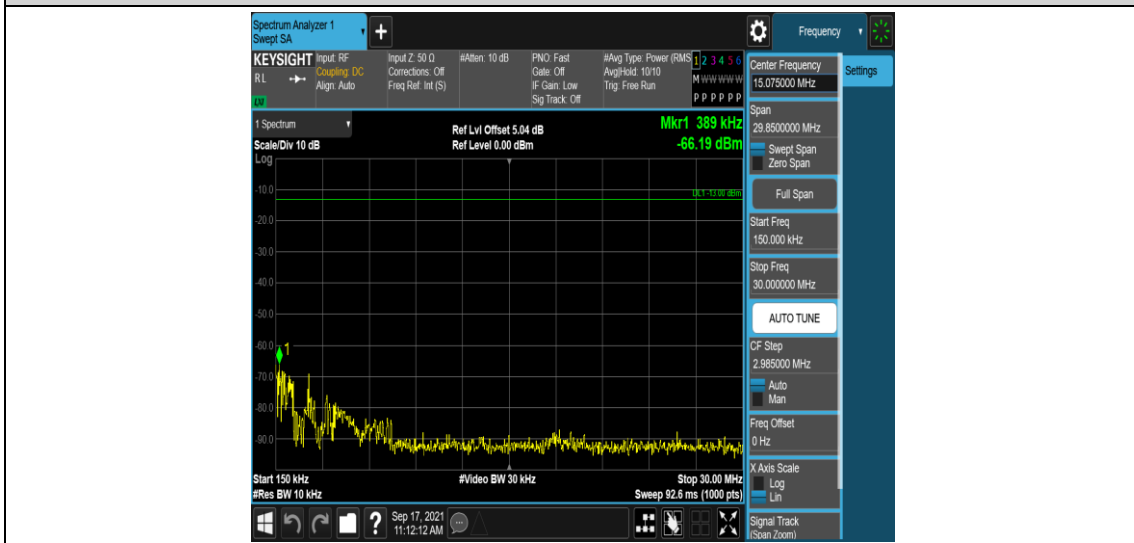 Spectrum Analyzer 1
Swept SA
+
Frequency
KEYSIGHT
RL
LXI
Input: RF
Coupling: DC
Align: Auto
Input Z: 50 Ω
Corrections: Off
Freq Ref: Int (S)
#Atten: 10 dB
PNO: Fast
Gate: Off
IF Gain: Low
Sig Track: Off
#Avg Type: Power (RMS
Avg|Hold: 10/10
Trig: Free Run
1 2 3 4 5 6
M W W W W W
P P P P P P
1 Spectrum
Scale/Div 10 dB
Ref Lvl Offset 5.04 dB
Ref Level 0.00 dBm
Mkr1 389 kHz
-66.19 dBm
Log
DL1 -13.00 dBm
-10.0
-20.0
-30.0
-40.0
-50.0
-60.0
1
-70.0
-80.0
-90.0
Start 150 kHz
#Res BW 10 kHz
#Video BW 30 kHz
Stop 30.00 MHz
Sweep 92.6 ms (1000 pts)
Center Frequency
15.075000 MHz
Settings
Span
29.8500000 MHz
Swept Span
Zero Span
Full Span
Start Freq
150.000 kHz
Stop Freq
30.000000 MHz
AUTO TUNE
CF Step
2.985000 MHz
Auto
Man
Freq Offset
0 Hz
X Axis Scale
Log
Lin
Signal Track
(Span Zoom)
?
Sep 17, 2021
11:12:12 AM